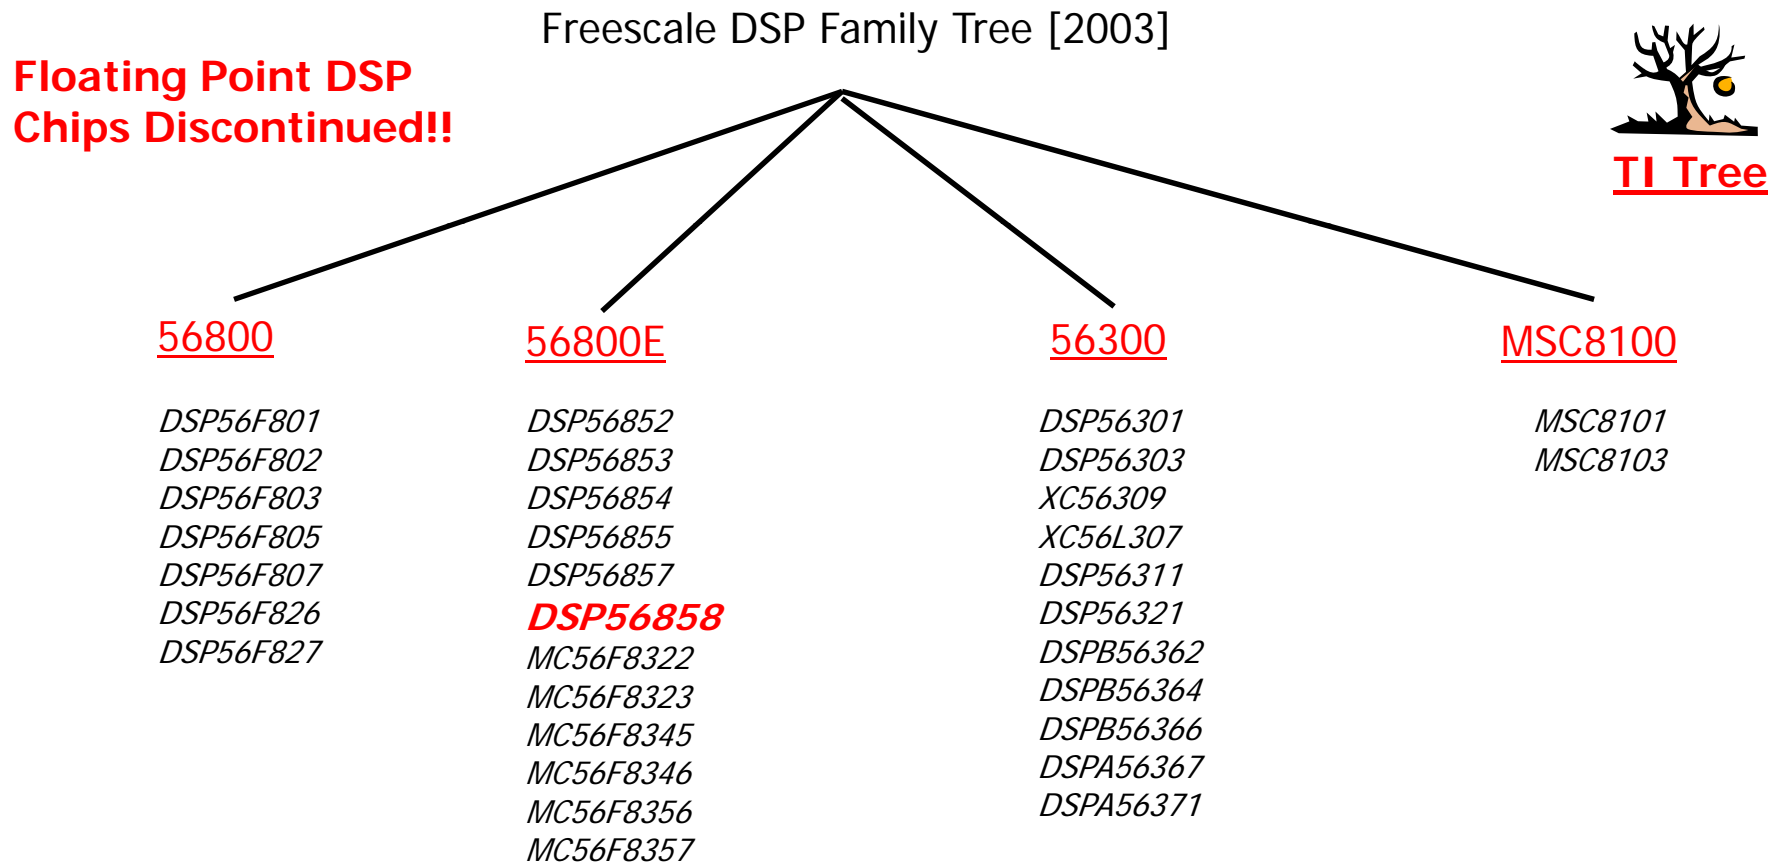 Freescale DSP Family Tree [2003]
Floating Point DSP
Chips Discontinued!!
TI Tree
56800
DSP56F801
DSP56F802
DSP56F803
DSP56F805
DSP56F807
DSP56F826
DSP56F827
56800E
DSP56852
DSP56853
DSP56854
DSP56855
DSP56857
DSP56858
MC56F8322
MC56F8323
MC56F8345
MC56F8346
MC56F8356
MC56F8357
56300
DSP56301
DSP56303
XC56309
XC56L307
DSP56311
DSP56321
DSPB56362
DSPB56364
DSPB56366
DSPA56367
DSPA56371
MSC8100
MSC8101
MSC8103